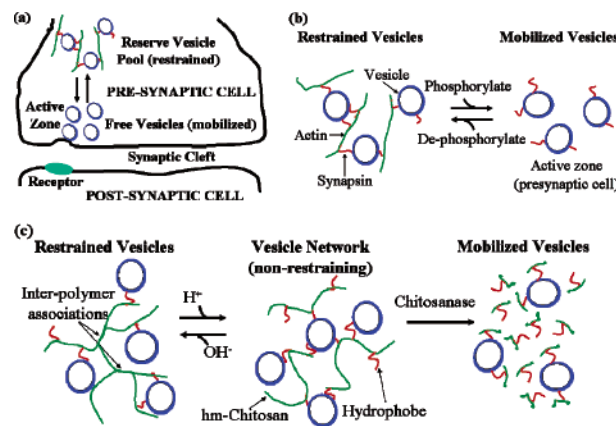 (a)
Reserve Vesicle
Pool (restrained)
PRE-SYNAPTIC CELL
Active
Zone
Free Vesicles (mobilized)
Synaptic Cleft
Receptor
POST-SYNAPTIC CELL
(b)
Restrained Vesicles
Mobilized Vesicles
Vesicle
Phosphorylate
De-phosphorylate
Actin
Synapsin
Active zone
(presynaptic cell)
(c)
Restrained Vesicles
Vesicle Network
(non-restraining)
Mobilized Vesicles
Inter-polymer
associations
H+
OH-
Chitosanase
hm-Chitosan
Hydrophobe